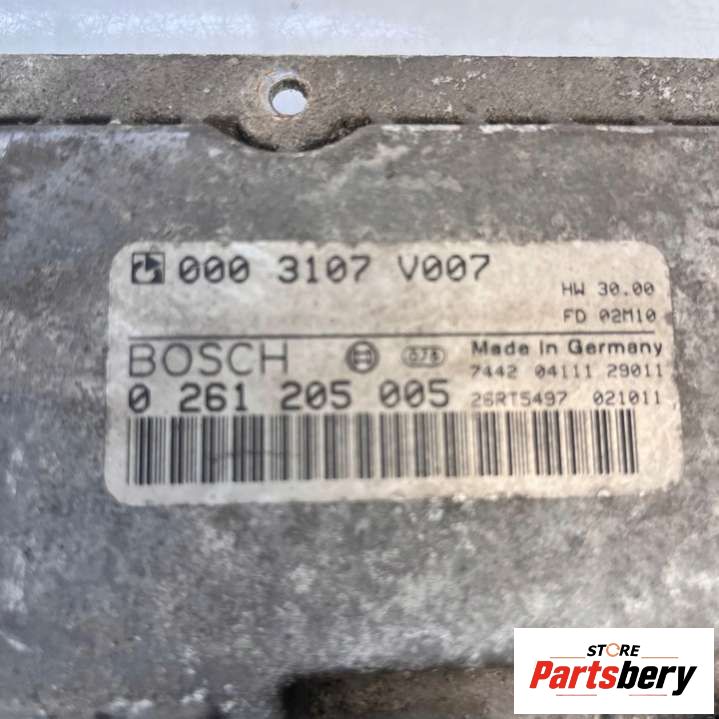 000 3107 V007
HW 30.00
FD 02M10
BOSCH 075 Made in Germany
7442 04111 29011
0 261 205 005 26RT5497 021011
STORE
Partsbery